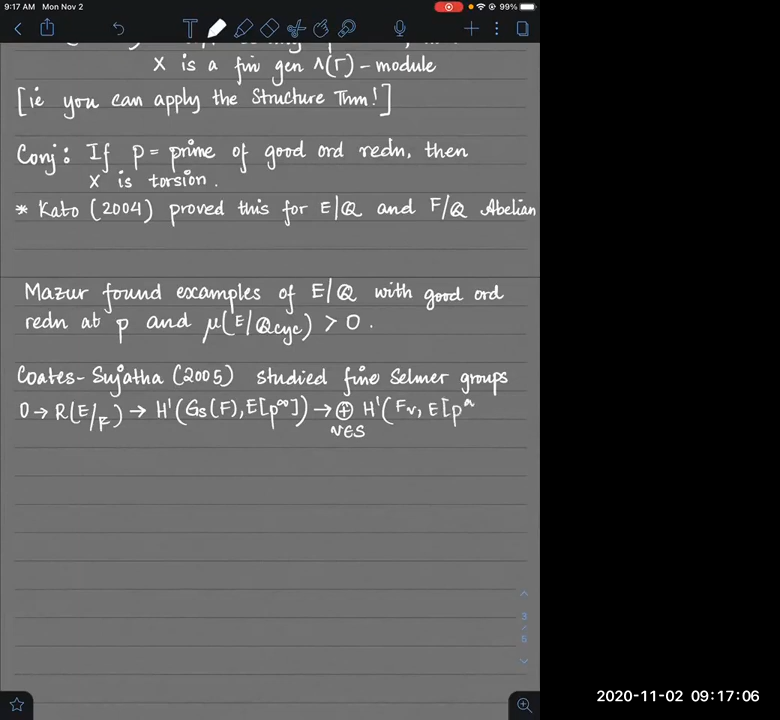 9:17 AM Mon Nov 2
99%
X is a fin gen Λ(Γ) - module
[ie you can apply the Structure Thm!]
Conj: If p = prime of good ord redn, then
X is torsion.
* Kato (2004) proved this for E/Q and F/Q Abelian
Mazur found examples of E/Q with good ord
redn at p and μ(E/Qcyc) > 0.
Coates-Sujatha (2005) studied fine Selmer groups
0 → R(E/F) → H'(Gs(F), E[p∞]) → ⊕ H'(Fv, E[p
v∈S
3
/
5
2020-11-02 09:17:06